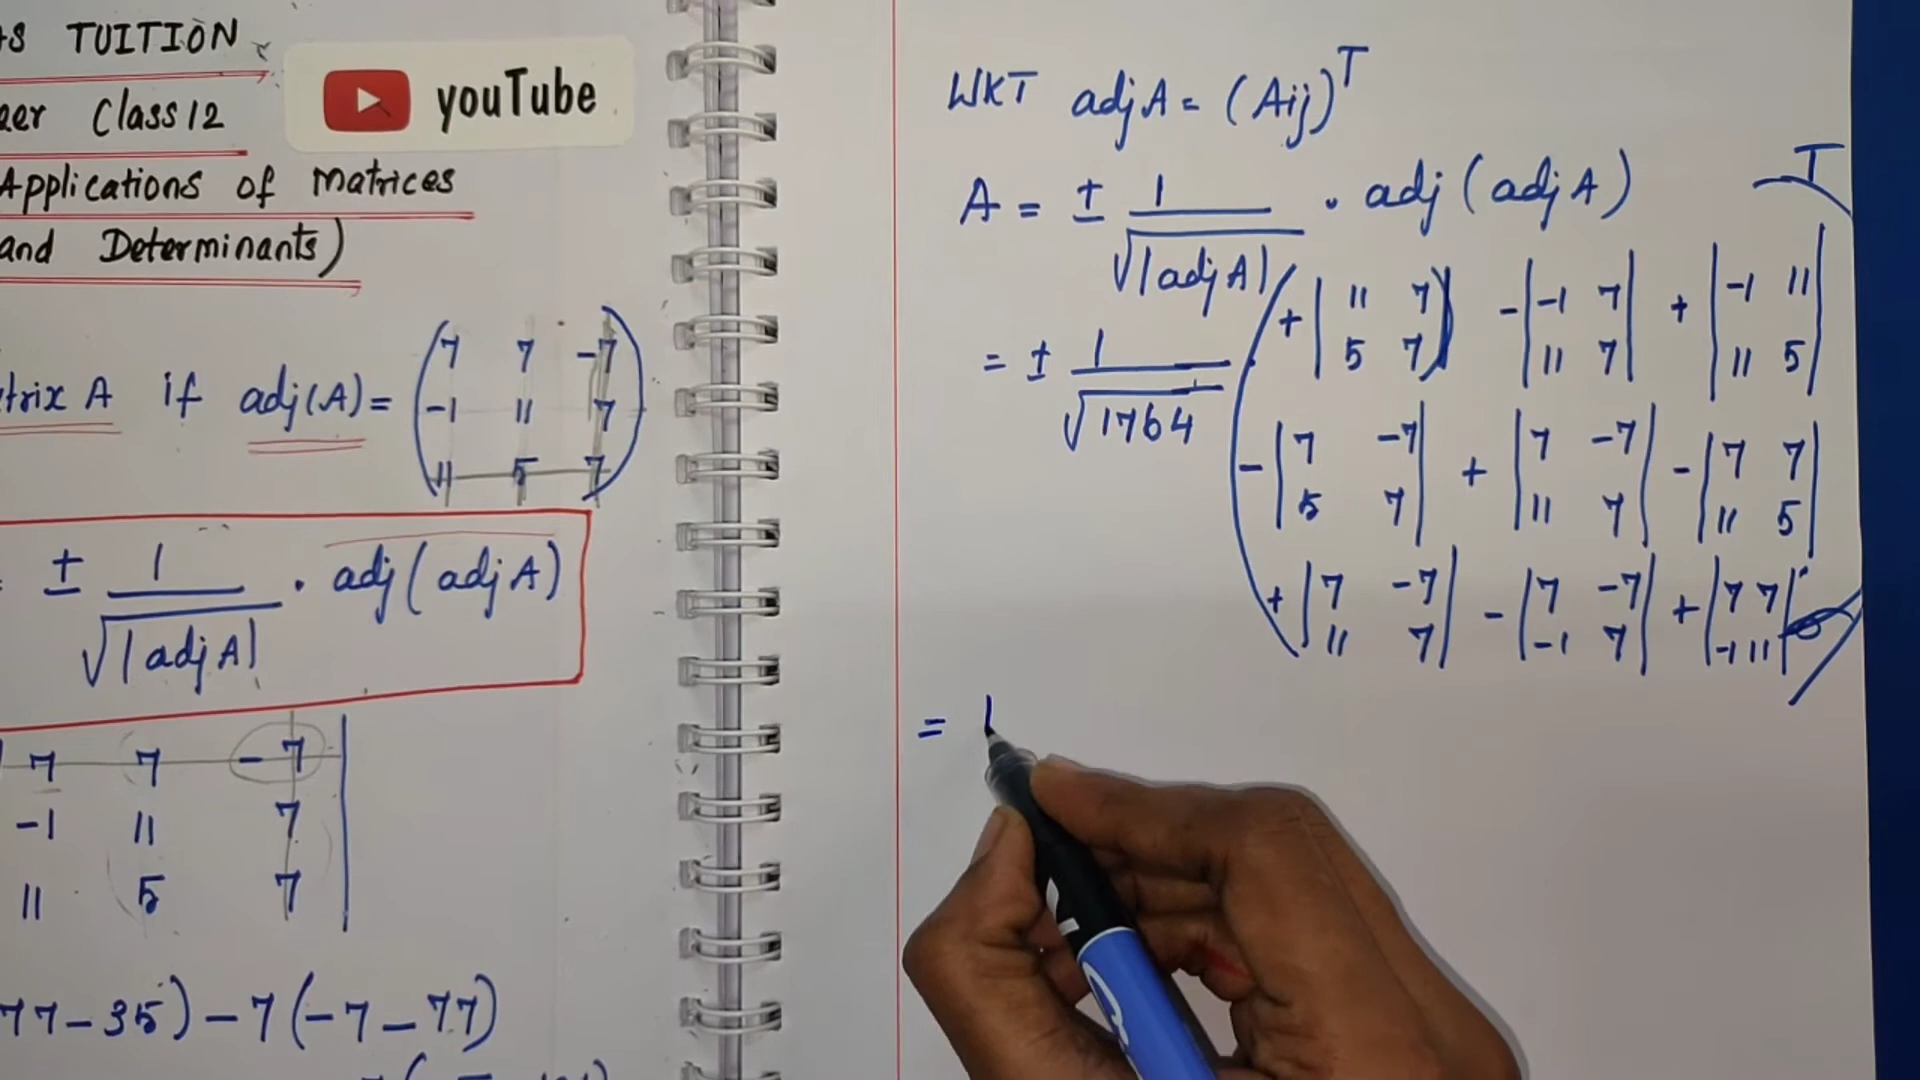 TUITION
youTube
Class 12
Applications of Matrices
and Determinants)
A if adj(A) = ( 7 7 -7
-1 11 7
11 5 7 )
± 1 / √|adj A| . adj(adj A)
7 7 -7
-1 11 7
11 5 7
77-35) -7(-7-77)
WKT adj A = (Aij)^T
A = ± 1 / √|adj A| . adj(adj A)
= ± 1 / √1764 ( + | 11 7 | - | -1 7 | + | -1 11 | T
| 5 7 | | 11 7 | | 11 5 |
- | 7 -7 | + | 7 -7 | - | 7 7 |
| 5 7 | | 11 7 | | 11 5 |
+ | 7 -7 | - | 7 -7 | + | 7 7 |
| 11 7 | | -1 7 | | -1 11 | )
=